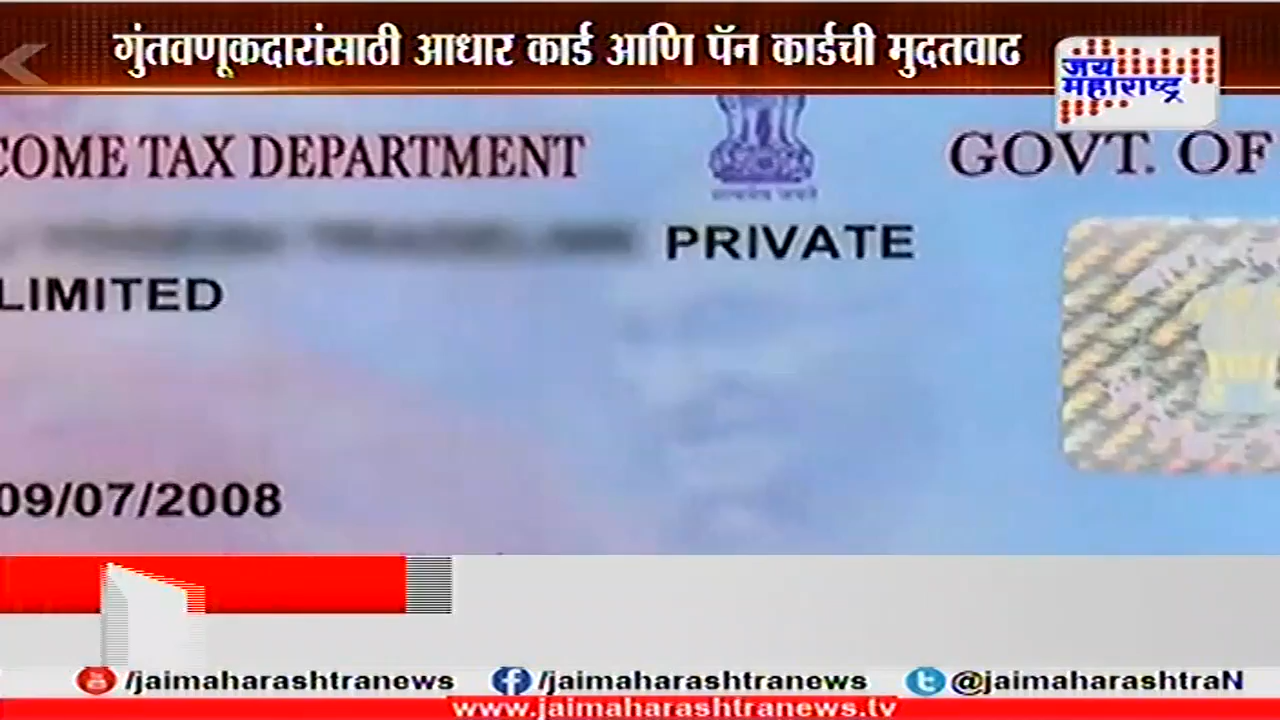 गुंतवणूकदारांसाठी आधार कार्ड आणि पॅन कार्डची मुदतवाढ
जय
महाराष्ट्र
COME TAX DEPARTMENT
GOVT. OF
PRIVATE
LIMITED
09/07/2008
/jaimaharashtranews
/jaimaharashtranews
@jaimaharashtraN
www.jaimaharashtranews.tv